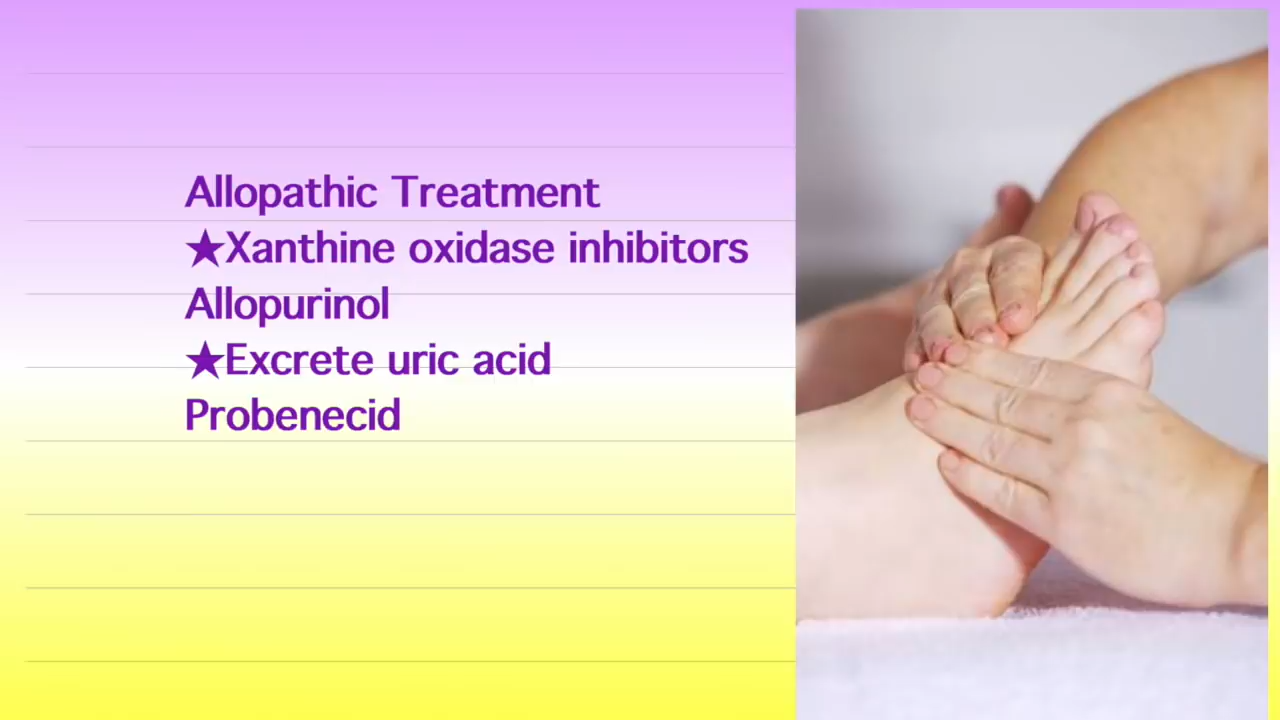 Allopathic Treatment
★Xanthine oxidase inhibitors
Allopurinol
★Excrete uric acid
Probenecid